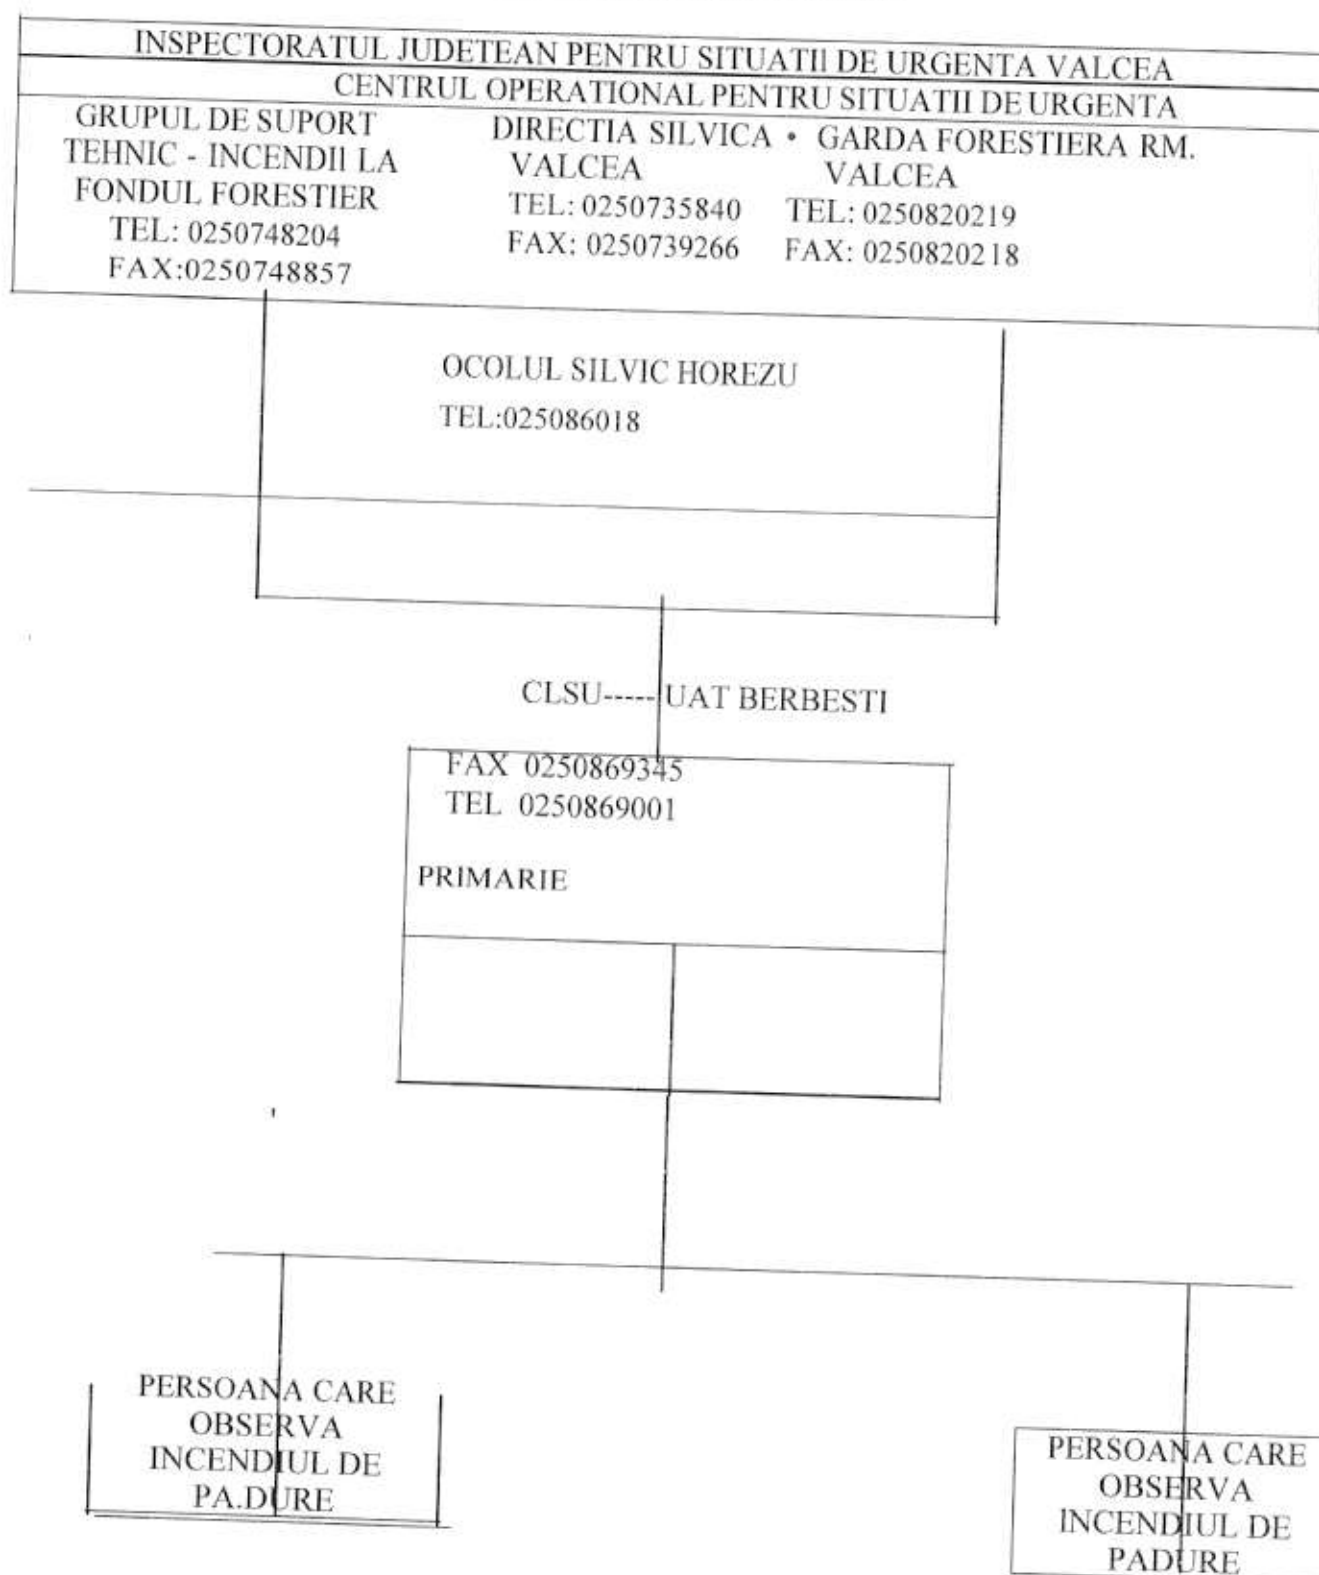 INSPECTORATUL JUDETEAN PENTRU SITUATII DE URGENTA VALCEA
CENTRUL OPERATIONAL PENTRU SITUATII DE URGENTA
GRUPUL DE SUPORT
TEHNIC - INCENDII LA
FONDUL FORESTIER
TEL: 0250748204
FAX:0250748857
DIRECTIA SILVICA •
VALCEA
TEL: 0250735840
FAX: 0250739266
GARDA FORESTIERA RM.
VALCEA
TEL: 0250820219
FAX: 0250820218
OCOLUL SILVIC HOREZU
TEL:025086018
CLSU----- UAT BERBESTI
FAX 0250869345
TEL 0250869001
PRIMARIE
PERSOANA CARE
OBSERVA
INCENDIUL DE
PA.DURE
PERSOANA CARE
OBSERVA
INCENDIUL DE
PADURE